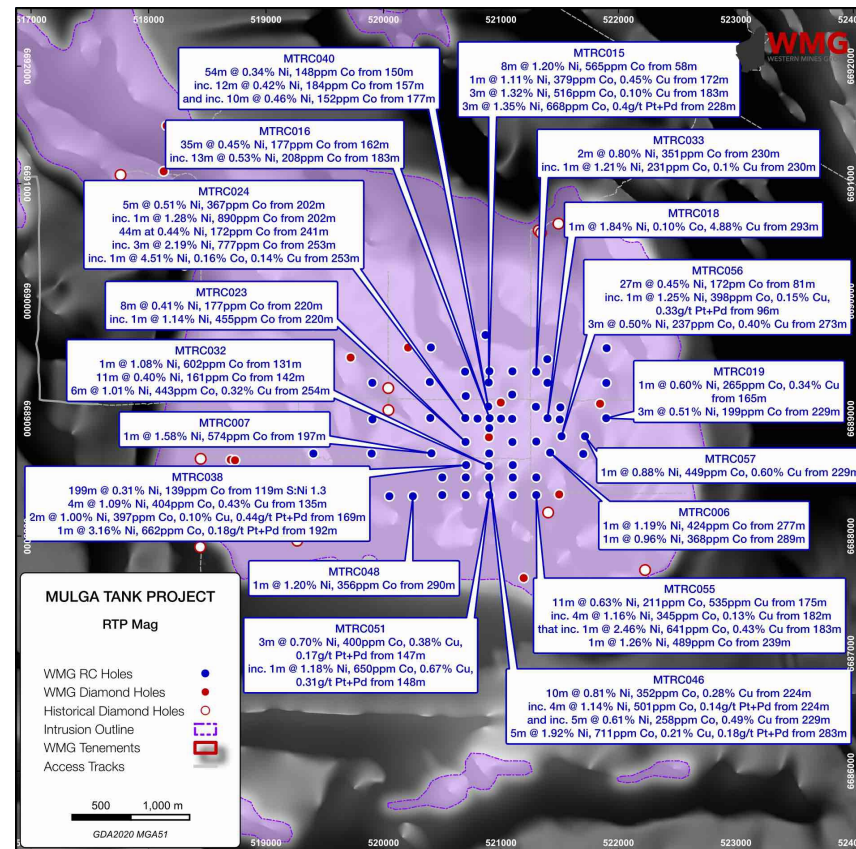 517000
518000
519000
520000
521000
522000
523000
WMG
WESTERN MINES
MTRC040
54m @ 0.34% Ni, 148ppm Co from 150m
inc. 12m @ 0.42% Ni, 184ppm Co from 157m
and inc. 10m @ 0.46% Ni, 152ppm Co from 177m
MTRC015
8m @ 1.20% Ni, 565ppm Co from 58m
1m @ 1.11% Ni, 379ppm Co, 0.45% Cu from 172m
3m @ 1.32% Ni, 516ppm Co, 0.10% Cu from 183m
3m @ 1.35% Ni, 668ppm Co, 0.4g/t Pt+Pd from 228m
MTRC016
35m @ 0.45% Ni, 177ppm Co from 162m
inc. 13m @ 0.53% Ni, 208ppm Co from 183m
MTRC033
2m @ 0.80% Ni, 351ppm Co from 230m
inc. 1m @ 1.21% Ni, 231ppm Co, 0.1% Cu from 230m
MTRC024
5m @ 0.51% Ni, 367ppm Co from 202m
inc. 1m @ 1.28% Ni, 890ppm Co from 202m
44m at 0.44% Ni, 172ppm Co from 241m
inc. 3m @ 2.19% Ni, 777ppm Co from 253m
inc. 1m @ 4.51% Ni, 0.16% Co, 0.14% Cu from 253m
MTRC018
1m @ 1.84% Ni, 0.10% Co, 4.88% Cu from 293m
MTRC056
27m @ 0.45% Ni, 172pm Co from 81m
inc. 1m @ 1.25% Ni, 398ppm Co, 0.15% Cu,
0.33g/t Pt+Pd from 96m
3m @ 0.50% Ni, 237ppm Co, 0.40% Cu from 273m
MTRC023
8m @ 0.41% Ni, 177ppm Co from 220m
inc. 1m @ 1.14% Ni, 455ppm Co from 220m
MTRC032
1m @ 1.08% Ni, 602ppm Co from 131m
11m @ 0.40% Ni, 161ppm Co from 142m
6m @ 1.01% Ni, 443ppm Co, 0.32% Cu from 254m
MTRC019
1m @ 0.60% Ni, 265ppm Co, 0.34% Cu
from 165m
3m @ 0.51% Ni, 199ppm Co from 229m
MTRC007
1m @ 1.58% Ni, 574ppm Co from 197m
MTRC057
1m @ 0.88% Ni, 449ppm Co, 0.60% Cu from 229m
MTRC038
199m @ 0.31% Ni, 139ppm Co from 119m S:Ni 1.3
4m @ 1.09% Ni, 404ppm Co, 0.43% Cu from 135m
2m @ 1.00% Ni, 397ppm Co, 0.10% Cu, 0.44g/t Pt+Pd from 169m
1m @ 3.16% Ni, 662ppm Co, 0.18g/t Pt+Pd from 192m
MTRC006
1m @ 1.19% Ni, 424ppm Co from 277m
1m @ 0.96% Ni, 368ppm Co from 289m
MTRC048
1m @ 1.20% Ni, 356ppm Co from 290m
MTRC055
11m @ 0.63% Ni, 211ppm Co, 535ppm Cu from 175m
inc. 4m @ 1.16% Ni, 345ppm Co, 0.13% Cu from 182m
that inc. 1m @ 2.46% Ni, 641ppm Co, 0.43% Cu from 183m
1m @ 1.26% Ni, 489ppm Co from 239m
MTRC051
3m @ 0.70% Ni, 400ppm Co, 0.38% Cu,
0.17g/t Pt+Pd from 147m
inc. 1m @ 1.18% Ni, 650ppm Co, 0.67% Cu,
0.31g/t Pt+Pd from 148m
MTRC046
10m @ 0.81% Ni, 352ppm Co, 0.28% Cu from 224m
inc. 4m @ 1.14% Ni, 501ppm Co, 0.14g/t Pt+Pd from 224m
and inc. 5m @ 0.61% Ni, 258ppm Co, 0.49% Cu from 229m
5m @ 1.92% Ni, 711ppm Co, 0.21% Cu, 0.18g/t Pt+Pd from 283m
MULGA TANK PROJECT
RTP Mag
WMG RC Holes
WMG Diamond Holes
Historical Diamond Holes
Intrusion Outline
WMG Tenements
Access Tracks
500 1,000 m
GDA2020 MGA51
6692000
6691000
6690000
6689000
6692000
6691000
6689000
6688000
6687000
6686000
519000
520000
521000
522000
523000